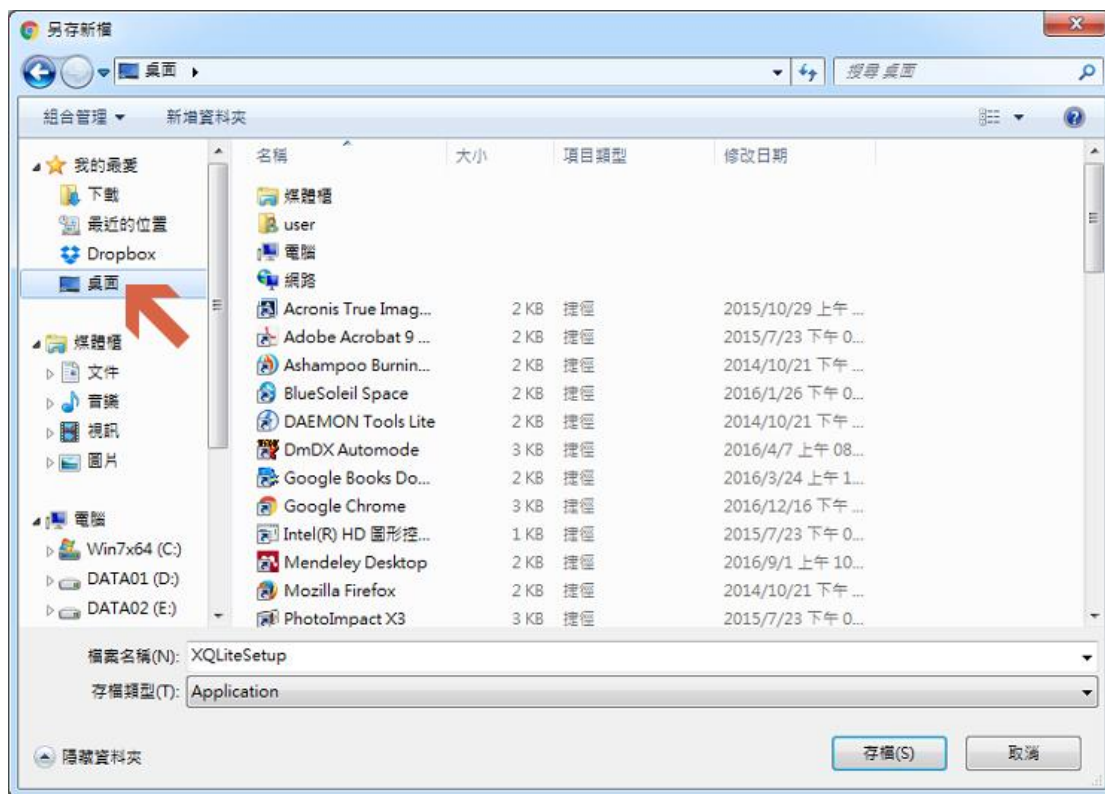 另存新檔
桌面
搜尋 桌面
組合管理 新增資料夾
我的最愛
下載
最近的位置
Dropbox
桌面
媒體櫃
文件
音樂
視訊
圖片
電腦
Win7x64 (C:)
DATA01 (D:)
DATA02 (E:)
名稱 大小 項目類型 修改日期
媒體櫃
user
電腦
網路
Acronis True Imag... 2 KB 捷徑 2015/10/29 上午 ...
Adobe Acrobat 9 ... 2 KB 捷徑 2015/7/23 下午 0...
Ashampoo Burnin... 2 KB 捷徑 2014/10/21 下午 ...
BlueSoleil Space 2 KB 捷徑 2016/1/26 下午 0...
DAEMON Tools Lite 2 KB 捷徑 2014/10/21 下午 ...
DmDX Automode 3 KB 捷徑 2016/4/7 上午 08...
Google Books Do... 2 KB 捷徑 2016/3/24 上午 1...
Google Chrome 3 KB 捷徑 2016/12/16 下午 ...
Intel(R) HD 圖形控... 1 KB 捷徑 2015/7/23 下午 0...
Mendeley Desktop 2 KB 捷徑 2016/9/1 上午 10...
Mozilla Firefox 2 KB 捷徑 2014/10/21 下午 ...
PhotoImpact X3 3 KB 捷徑 2015/7/23 下午 0...
檔案名稱(N): XQLiteSetup
存檔類型(T): Application
隱藏資料夾 存檔(S) 取消